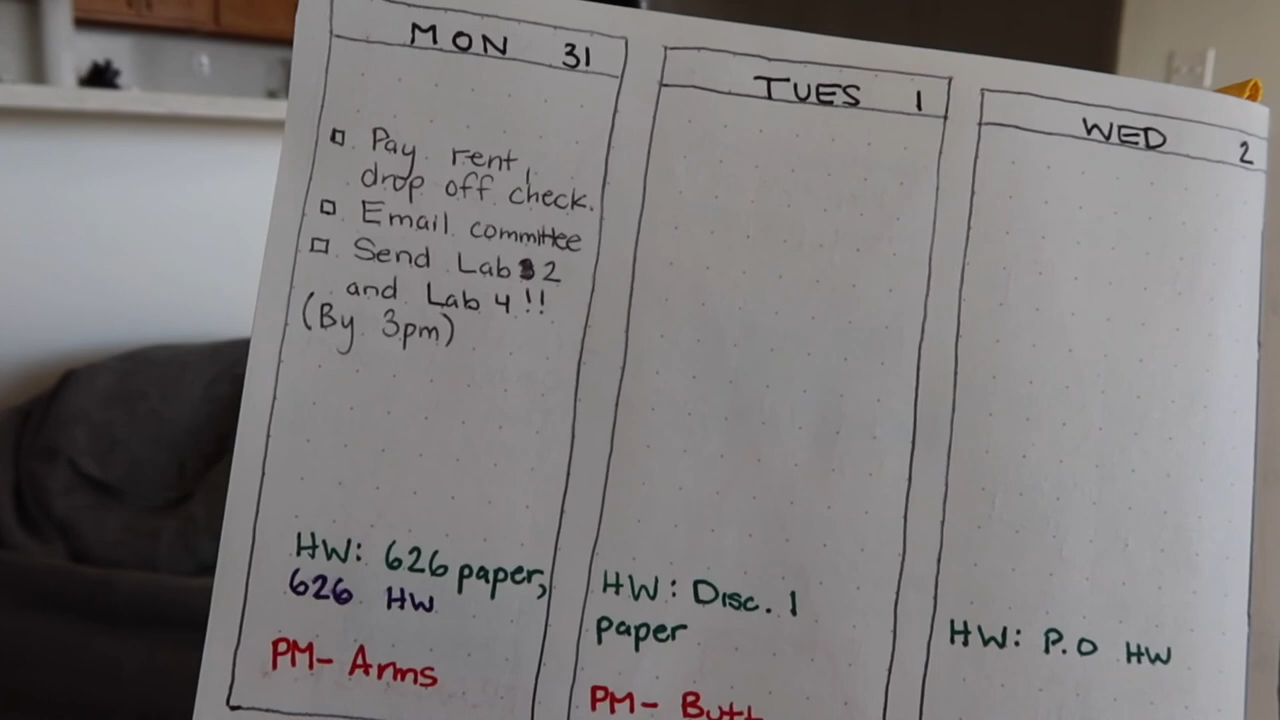 MON 31
Pay rent,
drop off check.
Email committee
Send Lab 2
and Lab 4!!
(By 3pm)
HW: 626 paper,
626 HW
PM- Arms
TUES 1
HW: Disc. 1
paper
PM- Butt
WED 2
HW: P.O HW